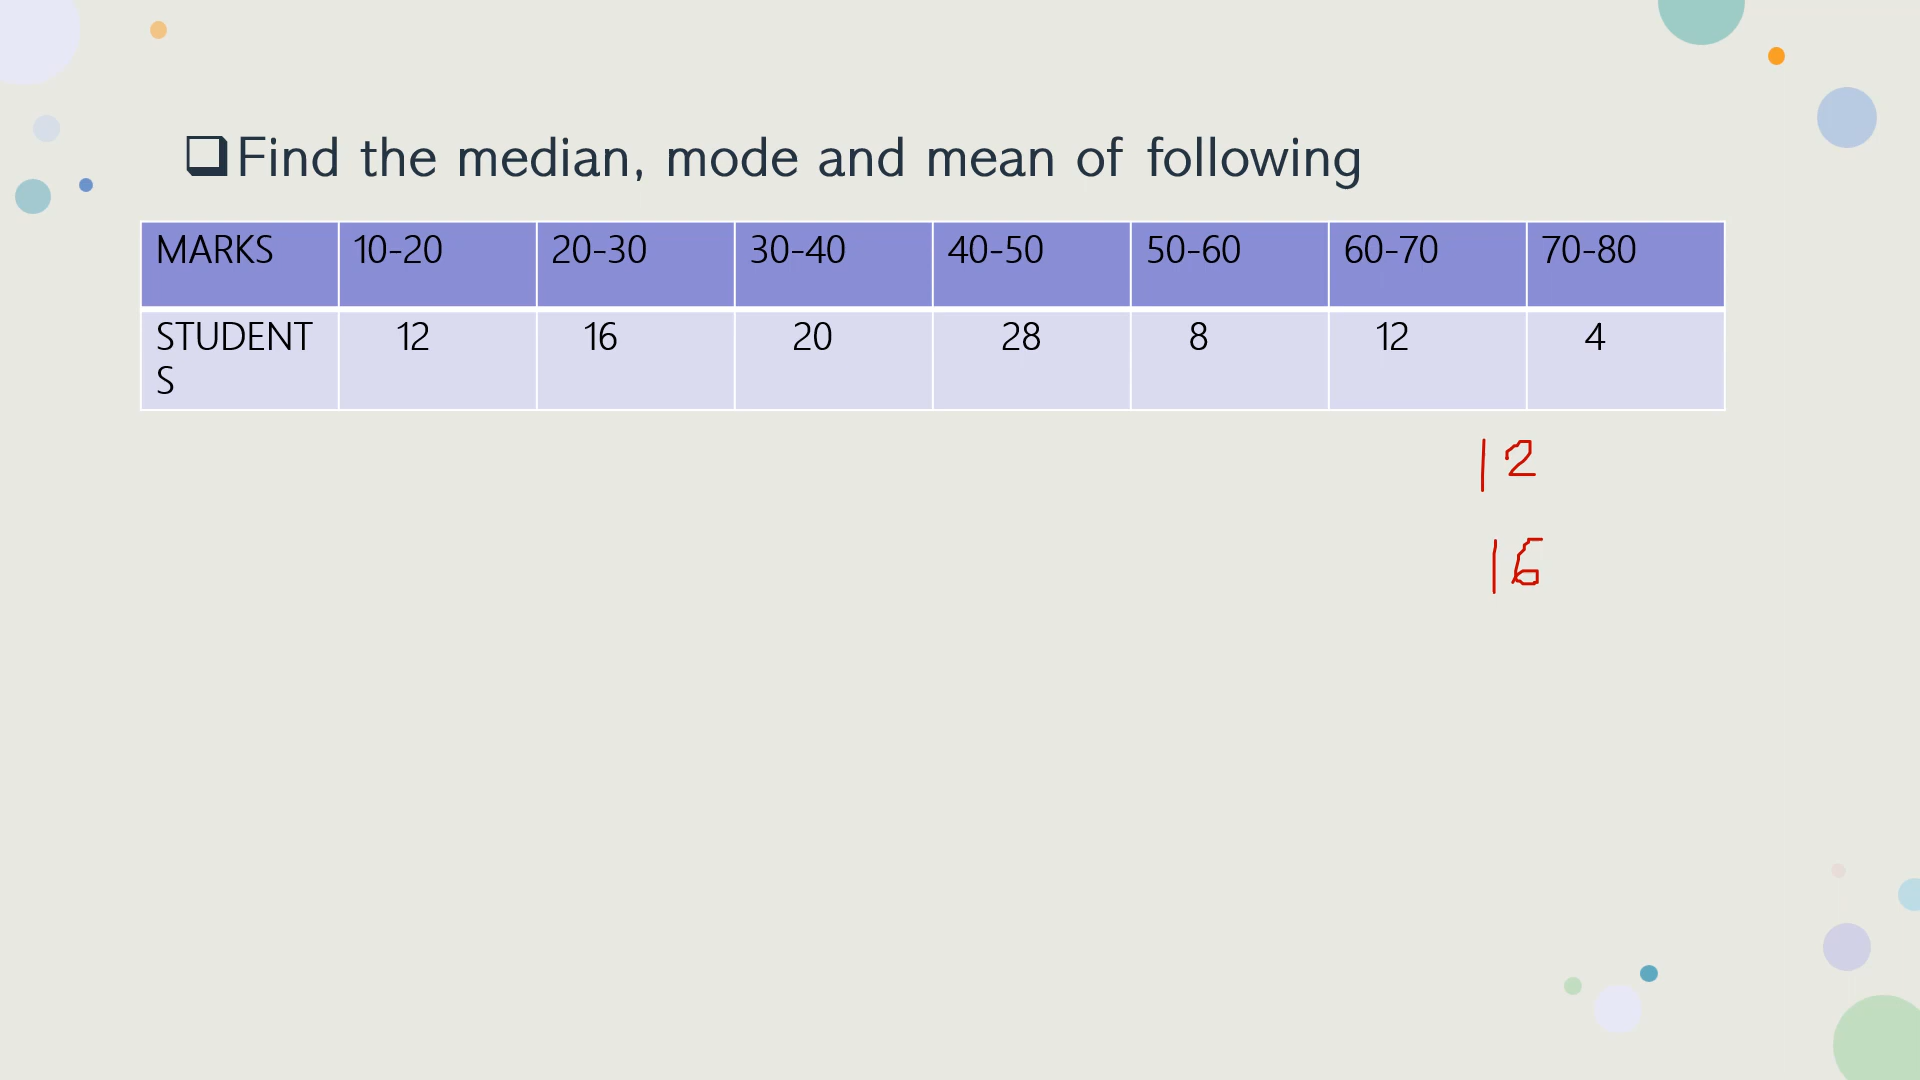 ❑Find the median, mode and mean of following
MARKS 10-20 20-30 30-40 40-50 50-60 60-70 70-80
STUDENT 12 16 20 28 8 12 4
S
12
16